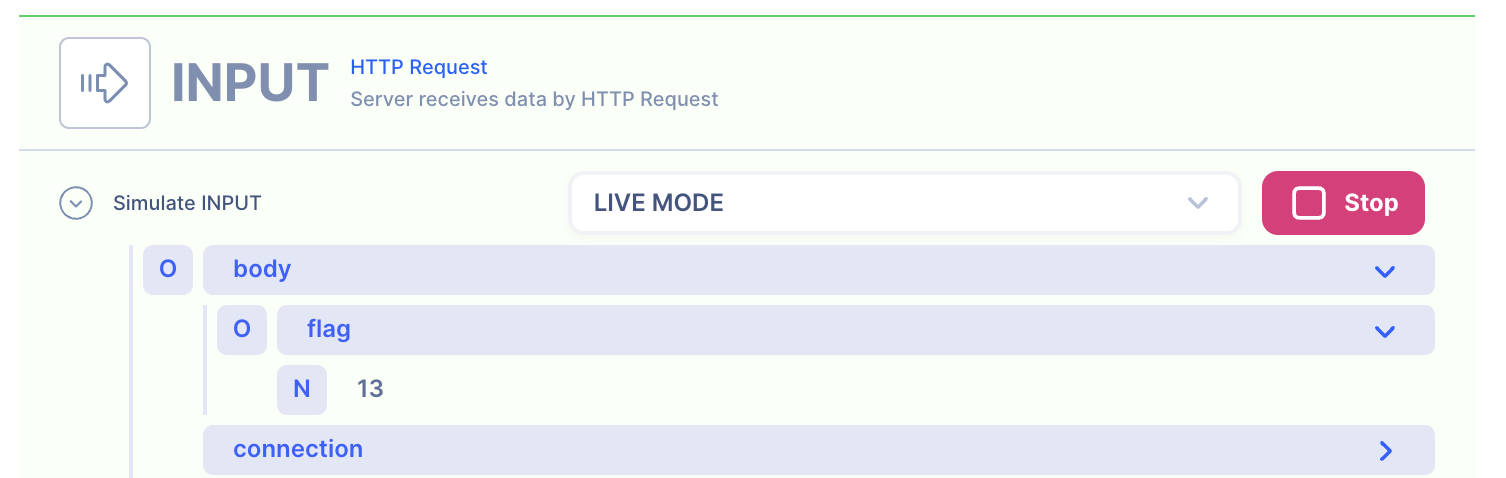 INPUT
HTTP Request
Server receives data by HTTP Request
Simulate INPUT
LIVE MODE
Stop
O body
O flag
N 13
connection